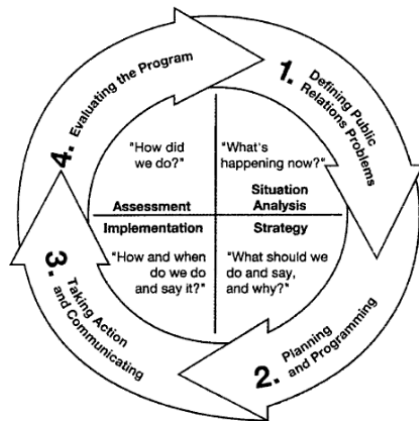 1. Defining Public
Relations Problems
"What's
happening now?"
Situation
Analysis
2. Planning
and Programming
Strategy
"What should we
do and say,
and why?"
3. Taking Action
and Communicating
Implementation
"How and when
do we do
and say it?"
4. Evaluating the Program
"How did
we do?"
Assessment